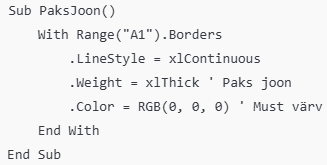 Sub PaksJoon()
    With Range("A1").Borders
        .LineStyle = xlContinuous
        .Weight = xlThick ' Paks joon
        .Color = RGB(0, 0, 0) ' Must värv
    End With
End Sub